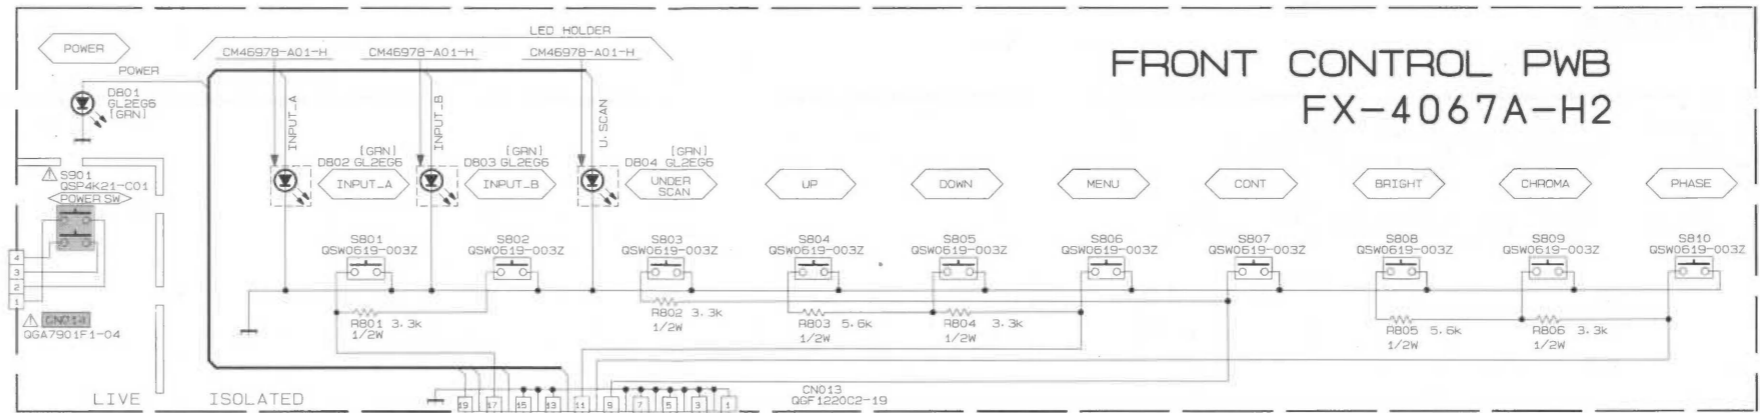 LED HOLDER
POWER
CM46978-A01-H CM46978-A01-H CM46978-A01-H
FRONT CONTROL PWB
FX-4067A-H2
POWER
D801
GL2EG6
[GRN]
INPUT_A
INPUT_B
U.SCAN
[GRN]
D802 GL2EG6
[GRN]
D803 GL2EG6
[GRN]
D804 GL2EG6
S901
QSP4K21-C01
POWER SW
INPUT_A
INPUT_B
UNDER
SCAN
UP
DOWN
MENU
CONT
BRIGHT
CHROMA
PHASE
S801
QSW0619-003Z
S802
QSW0619-003Z
S803
QSW0619-003Z
S804
QSW0619-003Z
S805
QSW0619-003Z
S806
QSW0619-003Z
S807
QSW0619-003Z
S808
QSW0619-003Z
S809
QSW0619-003Z
S810
QSW0619-003Z
4
3
2
1
CN014
QGA7901F1-04
R801 3.3k
1/2W
R802 3.3k
1/2W
R803 5.6k
1/2W
R804 3.3k
1/2W
R805 5.6k
1/2W
R806 3.3k
1/2W
LIVE ISOLATED
19 17 15 13 11 9 7 5 3 1
CN013
QGF1220C2-19